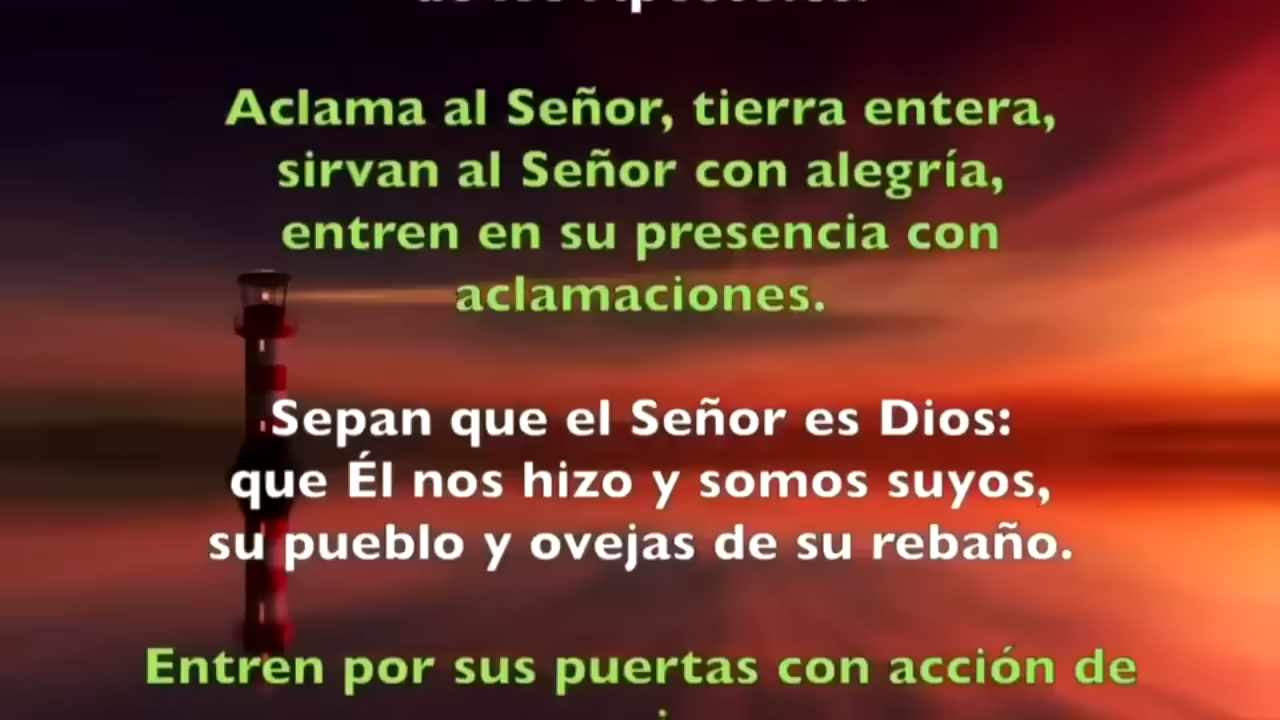 Aclama al Señor, tierra entera,
sirvan al Señor con alegría,
entren en su presencia con
aclamaciones.
Sepan que el Señor es Dios:
que Él nos hizo y somos suyos,
su pueblo y ovejas de su rebaño.
Entren por sus puertas con acción de